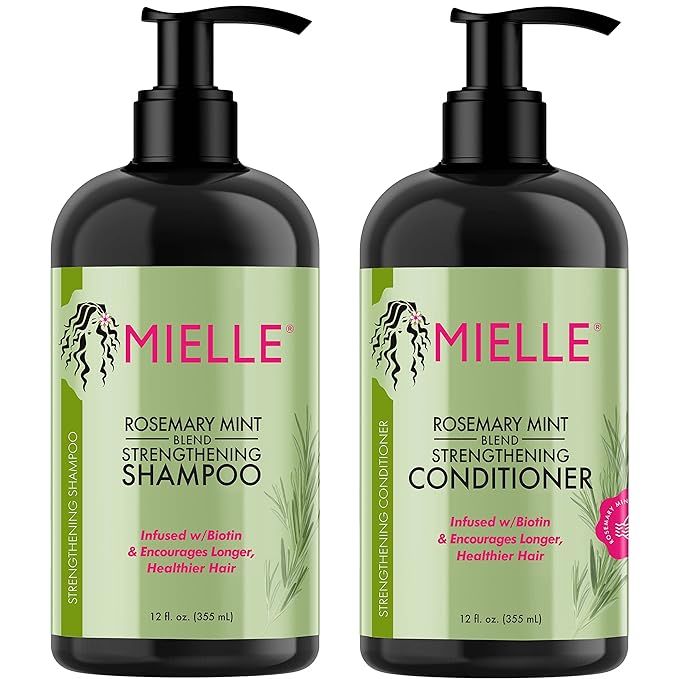 STRENGTHENING SHAMPOO
MIELLE®
ROSEMARY MINT
BLEND
STRENGTHENING
SHAMPOO
Infused w/Biotin
& Encourages Longer,
Healthier Hair
12 fl. oz. (355 mL)
STRENGTHENING CONDITIONER
MIELLE®
ROSEMARY MINT
BLEND
STRENGTHENING
CONDITIONER
Infused w/Biotin
& Encourages Longer,
Healthier Hair
12 fl. oz. (355 mL)
ROSEMARY